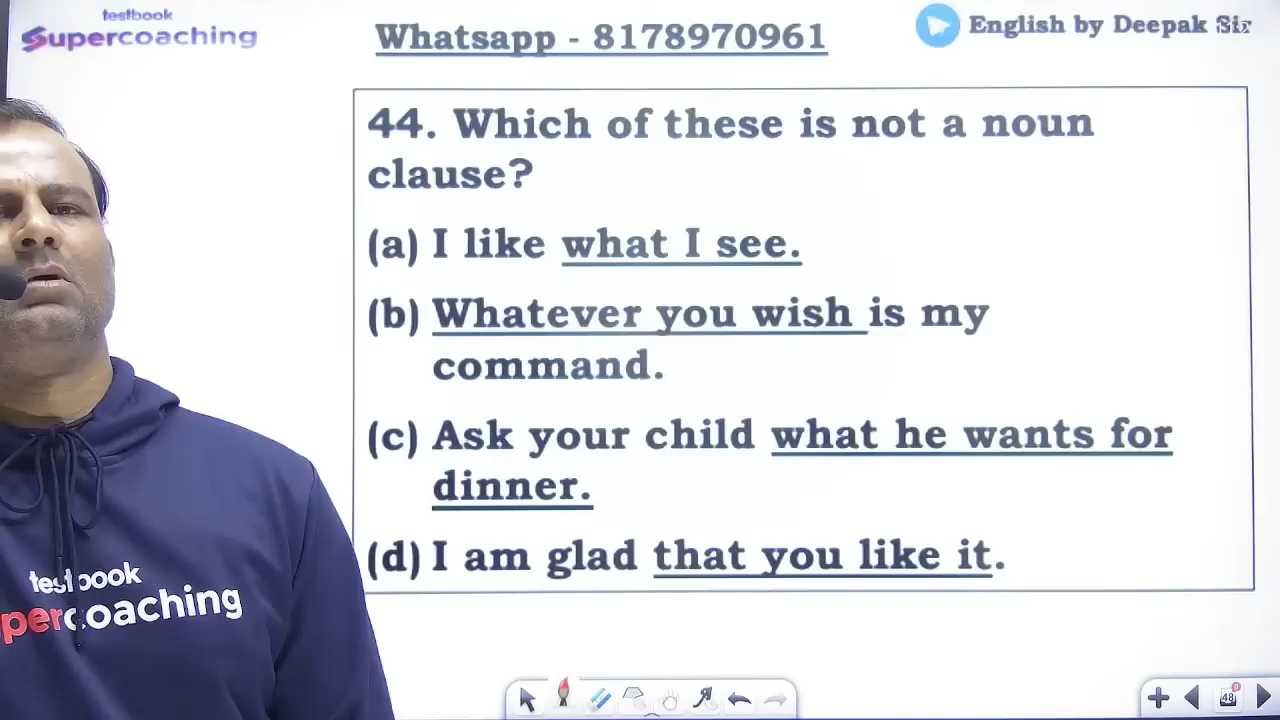 testbook
Supercoaching
Whatsapp - 8178970961
English by Deepak Sir
44. Which of these is not a noun
clause?
(a) I like what I see.
(b) Whatever you wish is my
command.
(c) Ask your child what he wants for
dinner.
(d) I am glad that you like it.
testbook
percoaching
48